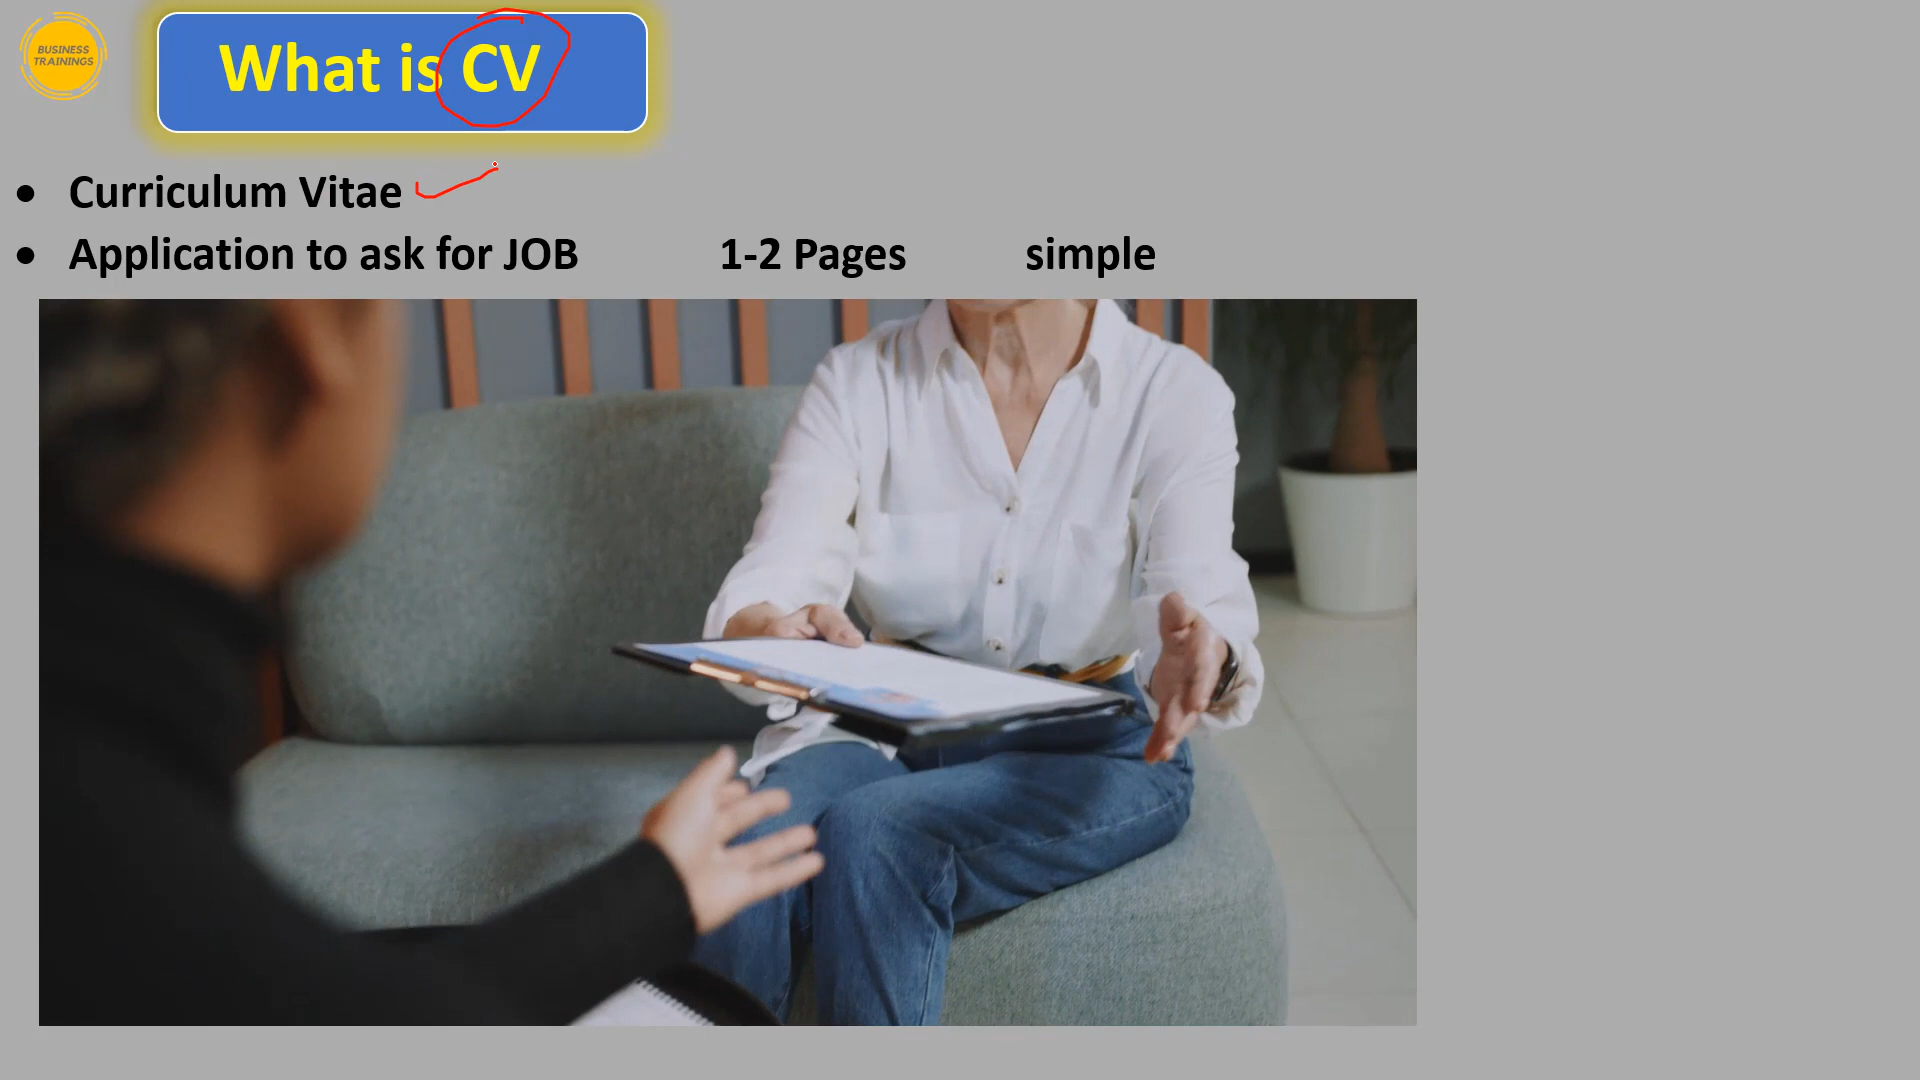 BUSINESS
TRAININGS
What is CV
• Curriculum Vitae
• Application to ask for JOB 1-2 Pages simple